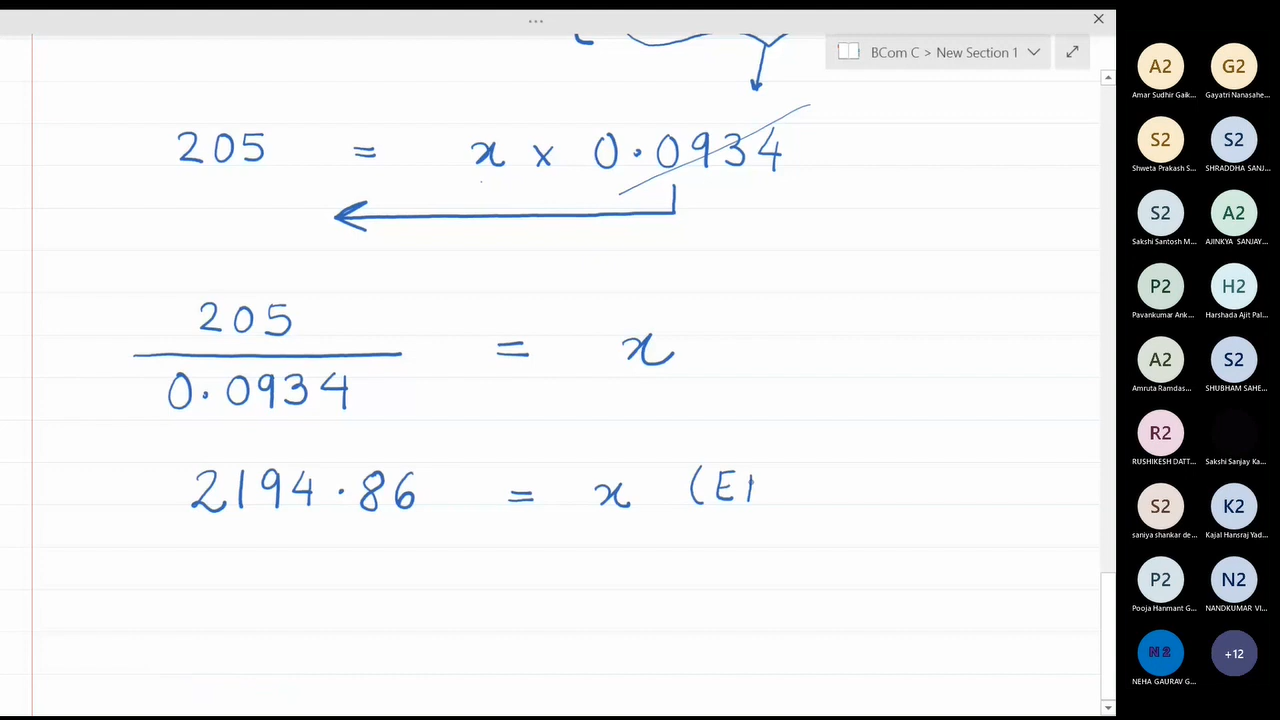 BCom C > New Section 1
205 = x × 0.0934
205
0.0934
= x
2194.86 = x (EI
A2
G2
Amar Sudhir Gaik...
Gayatri Nanasahe...
S2
S2
Shweta Prakash S...
SHRADDHA SANJ...
S2
A2
Sakshi Santosh M...
AJINKYA SANJAY...
P2
H2
Pavankumar Ank...
Harshada Ajit Pal...
A2
S2
Amruta Ramdas...
SHUBHAM SAHE...
R2
RUSHIKESH DATT...
Sakshi Sanjay Ka...
S2
K2
saniya shankar de...
Kajal Hansraj Yad...
P2
N2
Pooja Hanmant G...
NANDKUMAR VI...
N2
+12
NEHA GAURAV G...